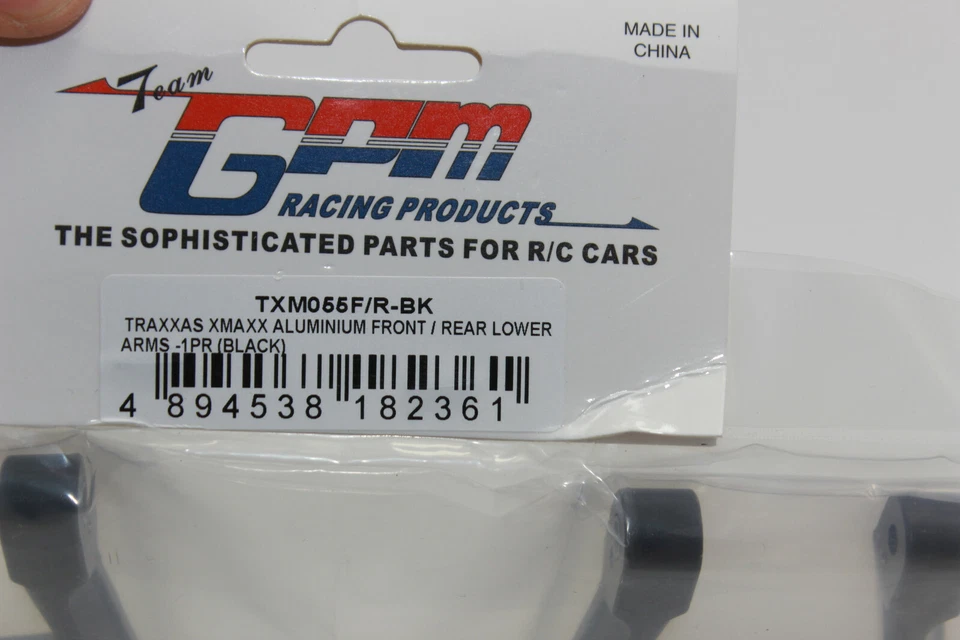 MADE IN
CHINA
Team
GPM
RACING PRODUCTS
THE SOPHISTICATED PARTS FOR R/C CARS
TXM055F/R-BK
TRAXXAS XMAXX ALUMINIUM FRONT / REAR LOWER
ARMS -1PR (BLACK)
4 894538 182361